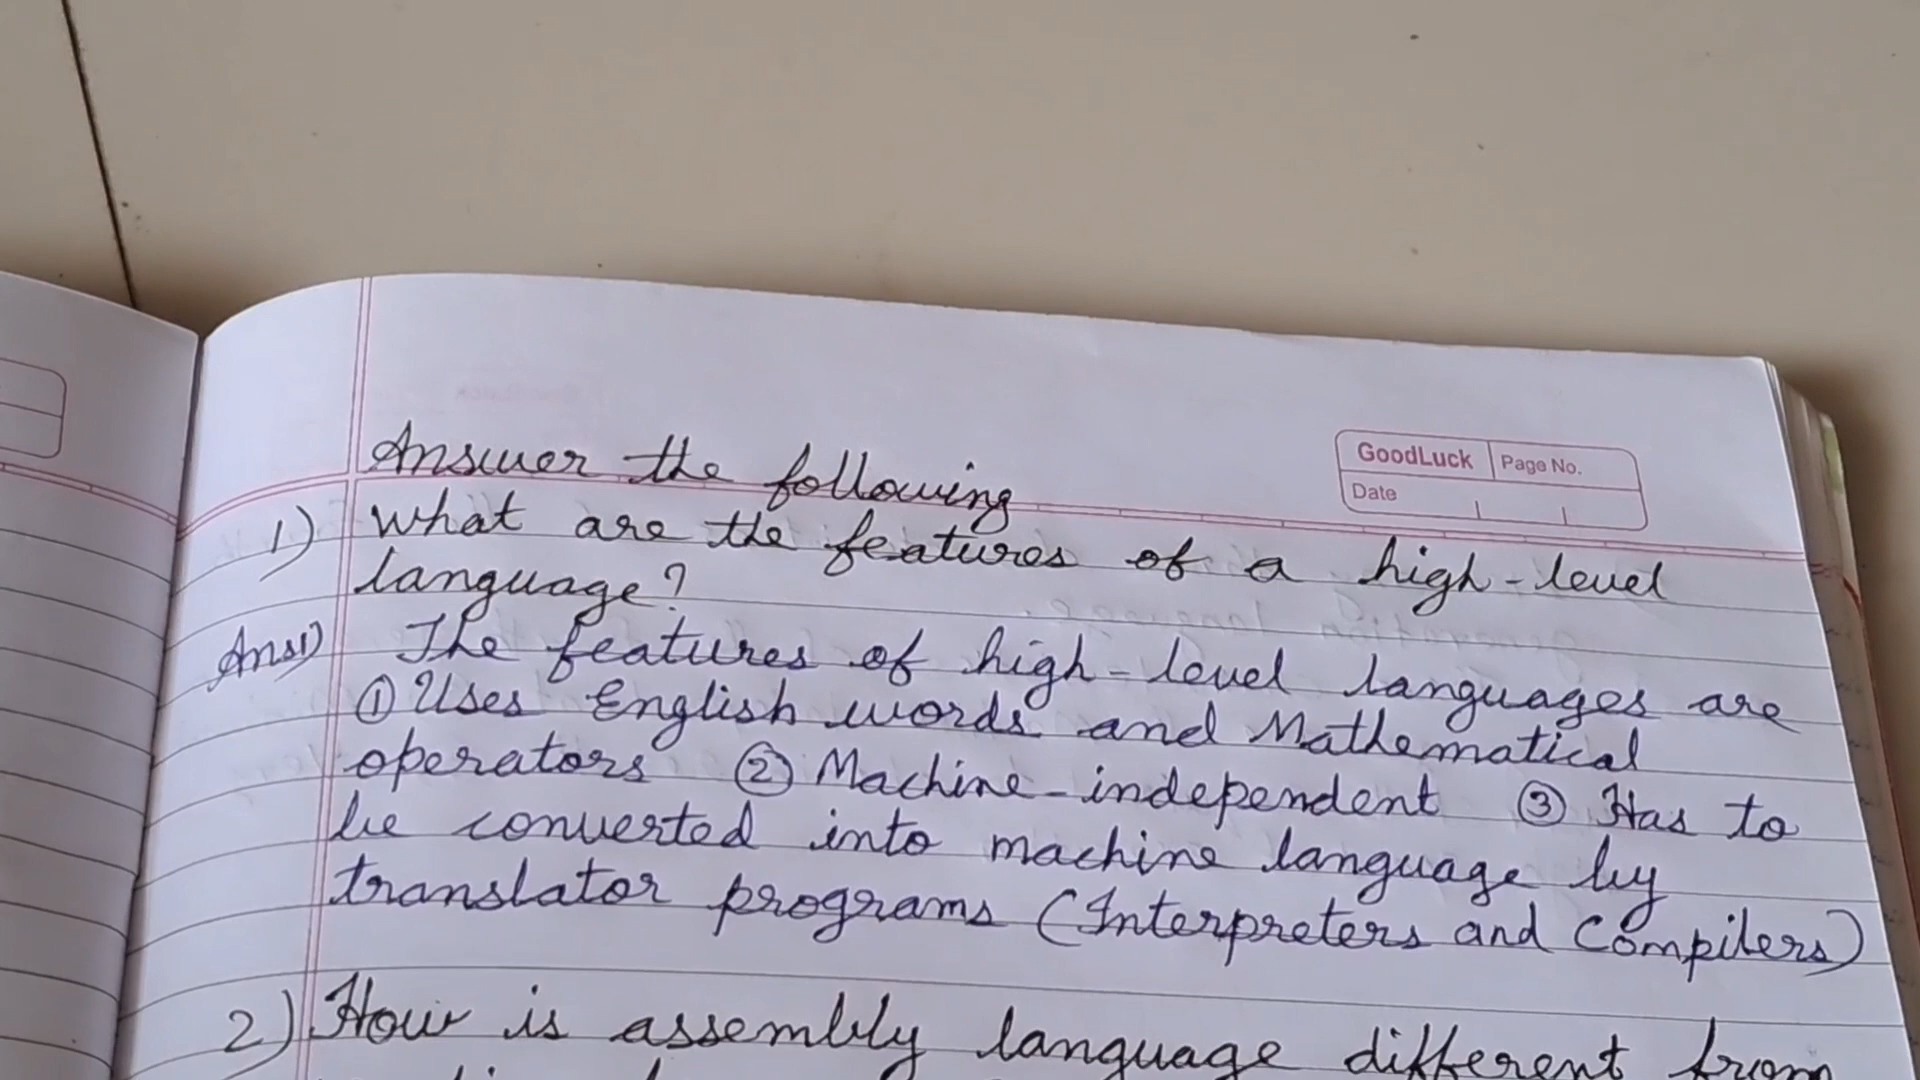 Answer the following
GoodLuck
Page No.
Date
1) What are the features of a high-level
language?
Ans1) The features of high-level languages are
① Uses English words and Mathematical
operators ② Machine-independent ③ Has to
be converted into machine language by
translator programs (Interpreters and Compilers)
2) How is assembly language different from